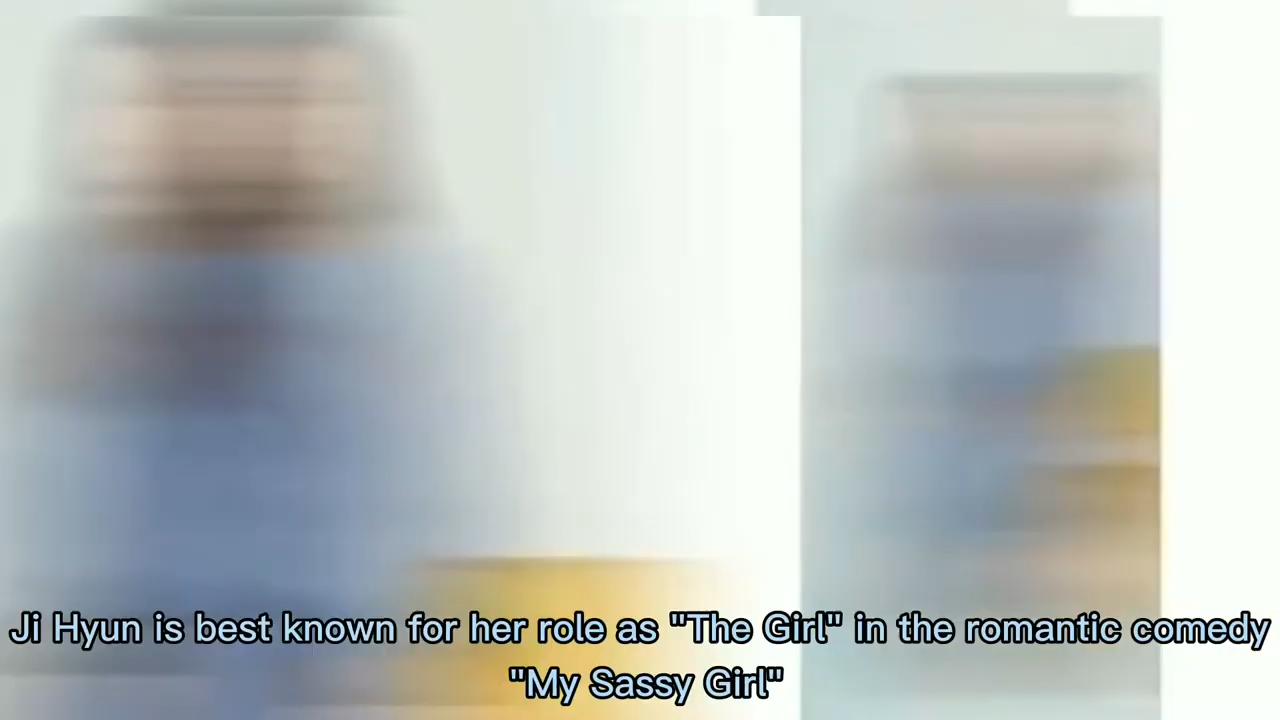 Ji Hyun is best known for her role as "The Girl" in the romantic comedy
"My Sassy Girl"